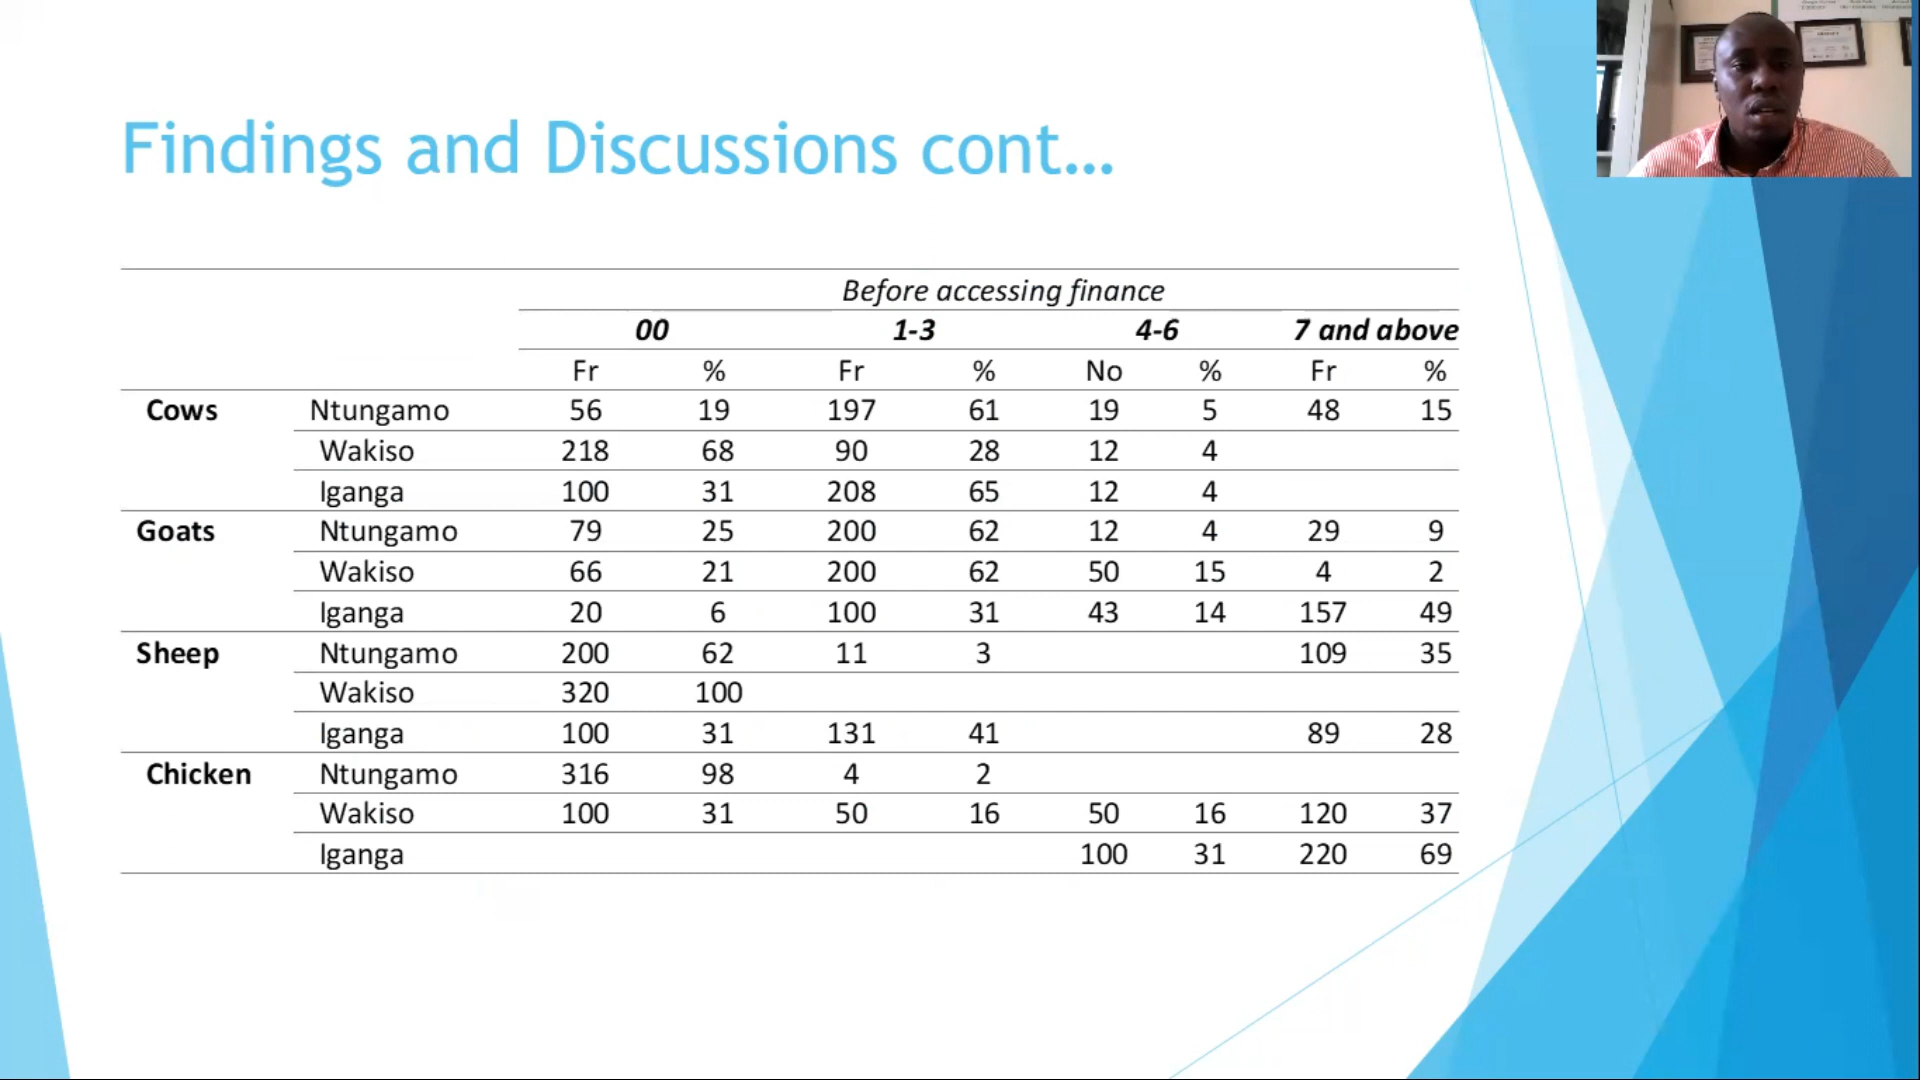 Findings and Discussions cont...
Before accessing finance
00 1-3 4-6 7 and above
Fr % Fr % No % Fr %
Cows Ntungamo 56 19 197 61 19 5 48 15
Wakiso 218 68 90 28 12 4
Iganga 100 31 208 65 12 4
Goats Ntungamo 79 25 200 62 12 4 29 9
Wakiso 66 21 200 62 50 15 4 2
Iganga 20 6 100 31 43 14 157 49
Sheep Ntungamo 200 62 11 3 109 35
Wakiso 320 100
Iganga 100 31 131 41 89 28
Chicken Ntungamo 316 98 4 2
Wakiso 100 31 50 16 50 16 120 37
Iganga 100 31 220 69